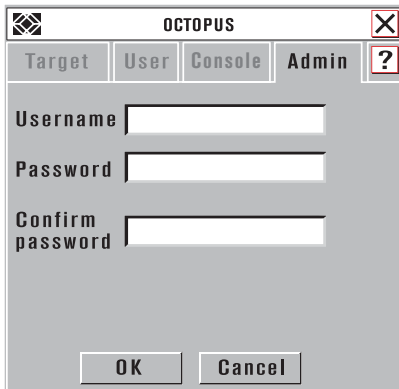 OCTOPUS X
Target User Console Admin ?
Username
Password
Confirm
password
OK Cancel